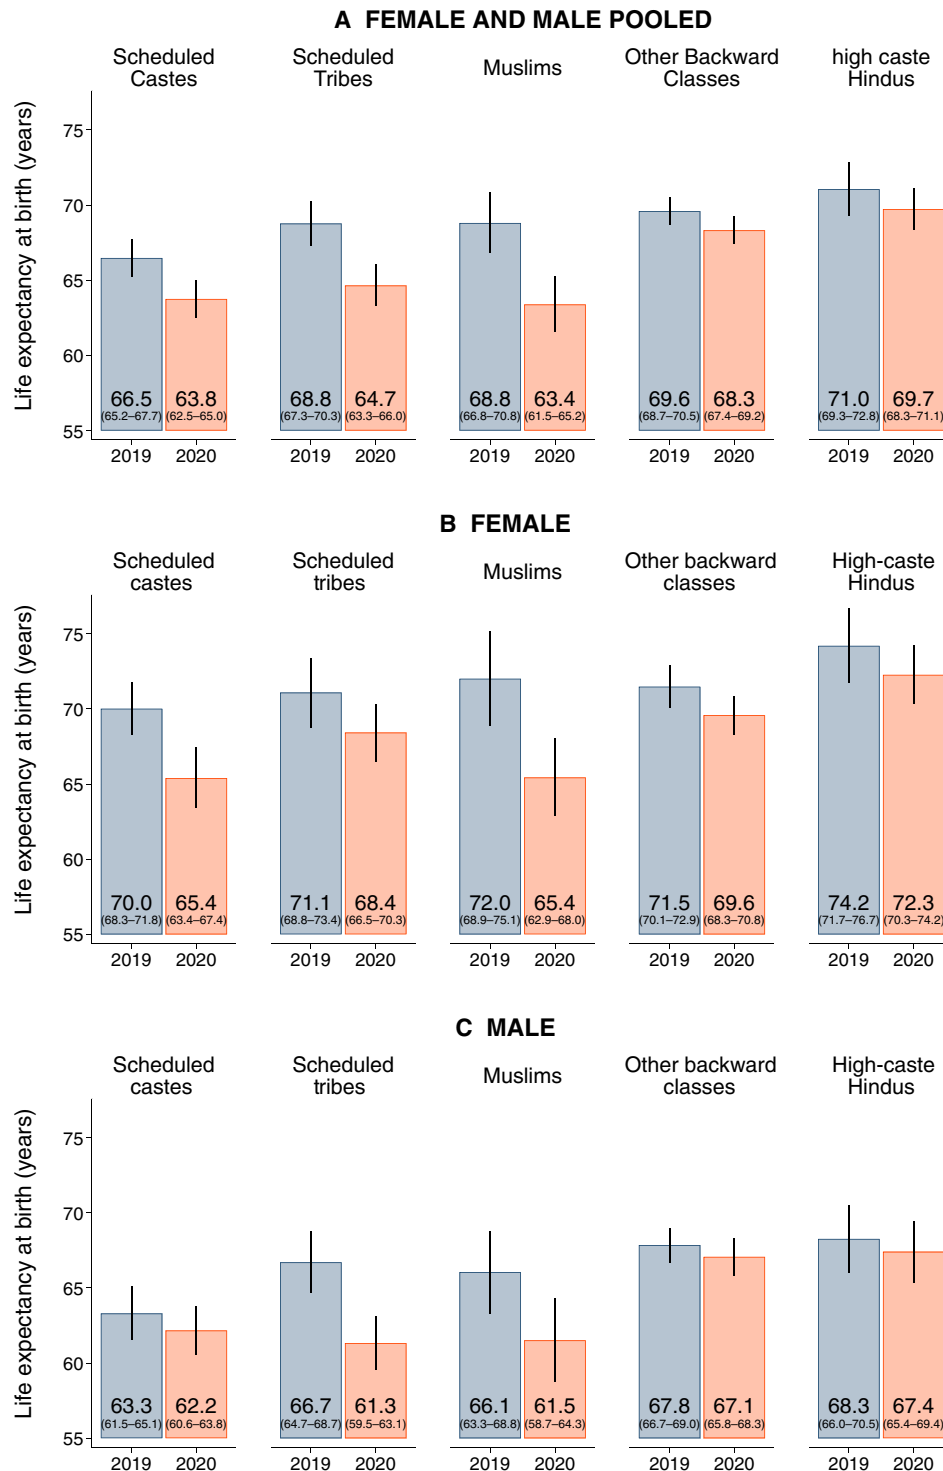 A FEMALE AND MALE POOLED
Scheduled
Castes
Scheduled
Tribes
Muslims
Other Backward
Classes
high caste
Hindus
Life expectancy at birth (years)
75
70
65
60
55
66.5
(65.2–67.7)
63.8
(62.5–65.0)
68.8
(67.3–70.3)
64.7
(63.3–66.0)
68.8
(66.8–70.8)
63.4
(61.5–65.2)
69.6
(68.7–70.5)
68.3
(67.4–69.2)
71.0
(69.3–72.8)
69.7
(68.3–71.1)
2019 2020 2019 2020 2019 2020 2019 2020 2019 2020
B FEMALE
Scheduled
castes
Scheduled
tribes
Muslims
Other backward
classes
High-caste
Hindus
Life expectancy at birth (years)
75
70
65
60
55
70.0
(68.3–71.8)
65.4
(63.4–67.4)
71.1
(68.8–73.4)
68.4
(66.5–70.3)
72.0
(68.9–75.1)
65.4
(62.9–68.0)
71.5
(70.1–72.9)
69.6
(68.3–70.8)
74.2
(71.7–76.7)
72.3
(70.3–74.2)
2019 2020 2019 2020 2019 2020 2019 2020 2019 2020
C MALE
Scheduled
castes
Scheduled
tribes
Muslims
Other backward
classes
High-caste
Hindus
Life expectancy at birth (years)
75
70
65
60
55
63.3
(61.5–65.1)
62.2
(60.6–63.8)
66.7
(64.7–68.7)
61.3
(59.5–63.1)
66.1
(63.3–68.8)
61.5
(58.7–64.3)
67.8
(66.7–69.0)
67.1
(65.8–68.3)
68.3
(66.0–70.5)
67.4
(65.4–69.4)
2019 2020 2019 2020 2019 2020 2019 2020 2019 2020